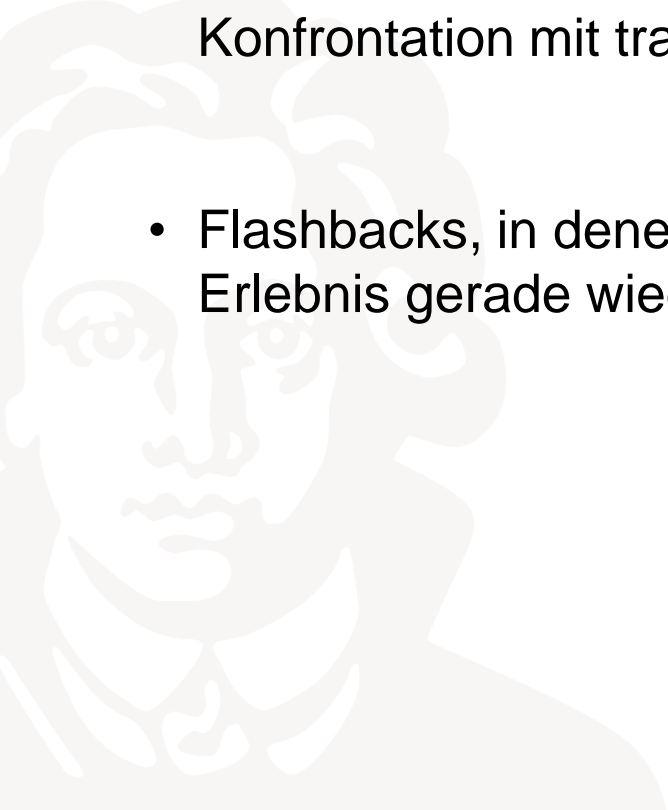 Konfrontation mit tra
• Flashbacks, in dene
Erlebnis gerade wie